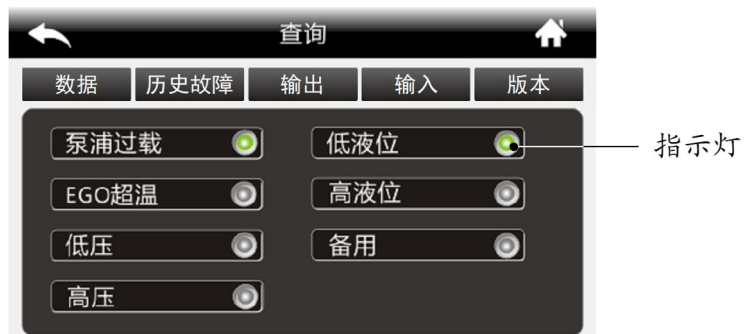 查询
数据 历史故障 输出 输入 版本
泵浦过载 低液位 指示灯
EGO超温 高液位
低压 备用
高压